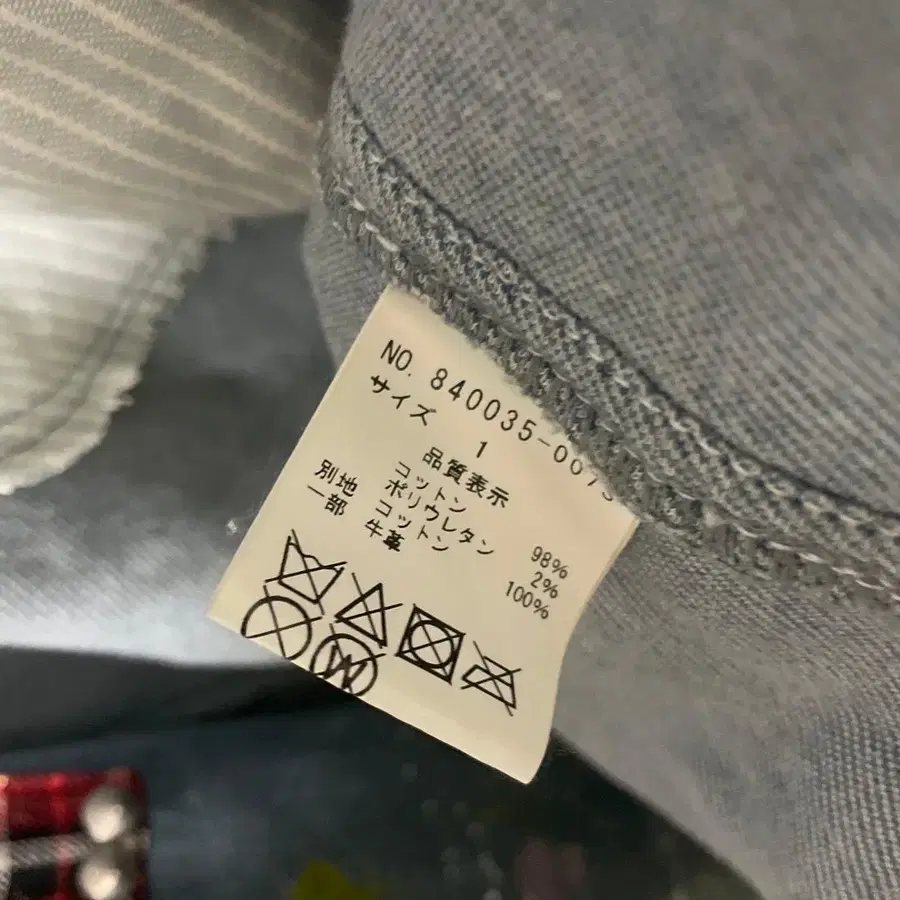 NO. 840035-0073
サイズ 1
品質表示
コットン 98%
ポリウレタン 2%
別地 コットン 100%
一部 牛革